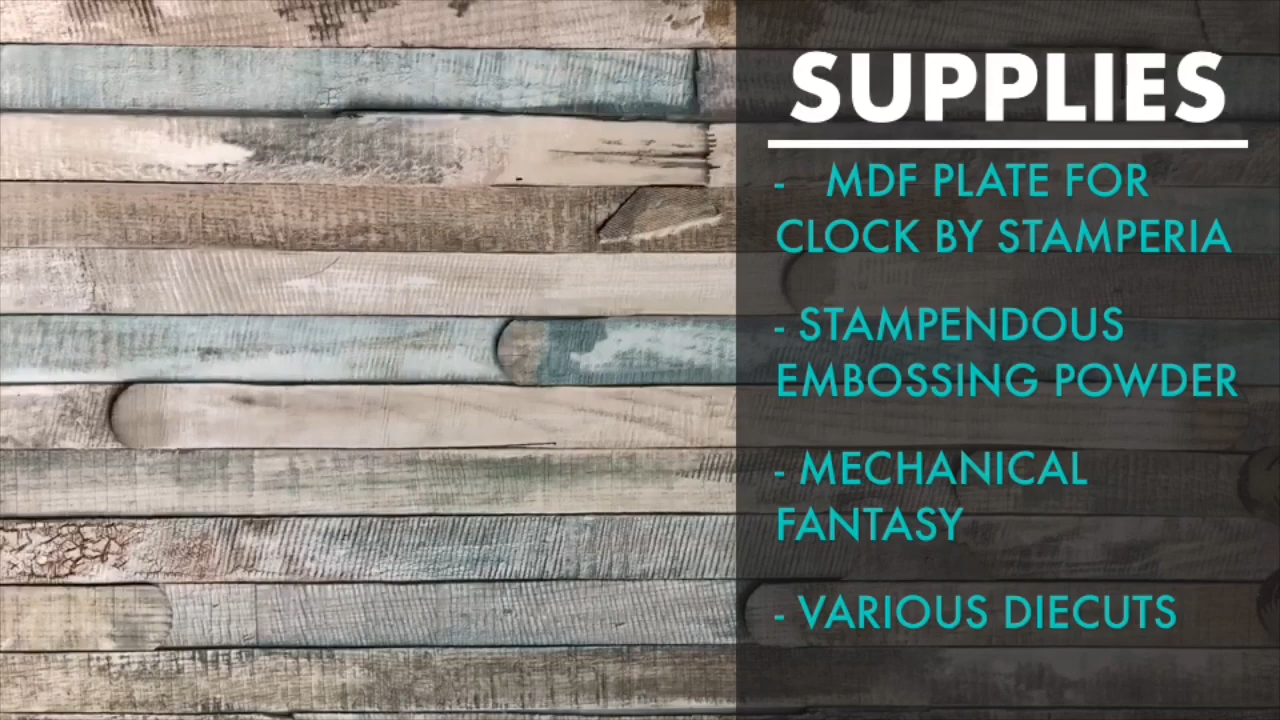 SUPPLIES
- MDF PLATE FOR
CLOCK BY STAMPERIA
- STAMPENDOUS
EMBOSSING POWDER
- MECHANICAL
FANTASY
- VARIOUS DIECUTS